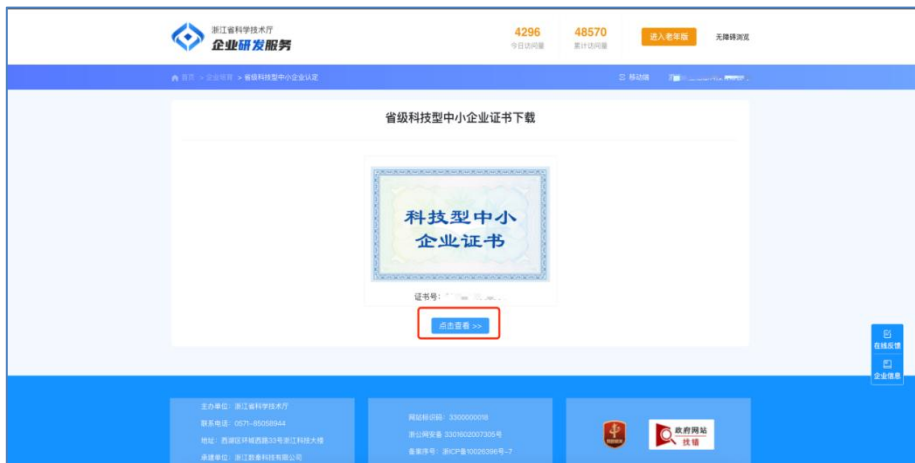 浙江省科学技术厅
企业研发服务
4296
今日访问量
48570
累计访问量
进入老年版
无障碍浏览
首页 > 企业培育 > 省级科技型中小企业认定
移动端
省级科技型中小企业证书下载
科技型中小
企业证书
证书号:
点击查看 >>
在线反馈
企业信息
主办单位: 浙江省科学技术厅
联系电话: 0571-85058944
地址: 西湖区环城西路33号浙江科技大楼
承建单位: 浙江数秦科技有限公司
网站标识码: 3300000018
浙公网安备 33010602007305号
备案序号: 浙ICP备10025396号-7
政府网站
找错